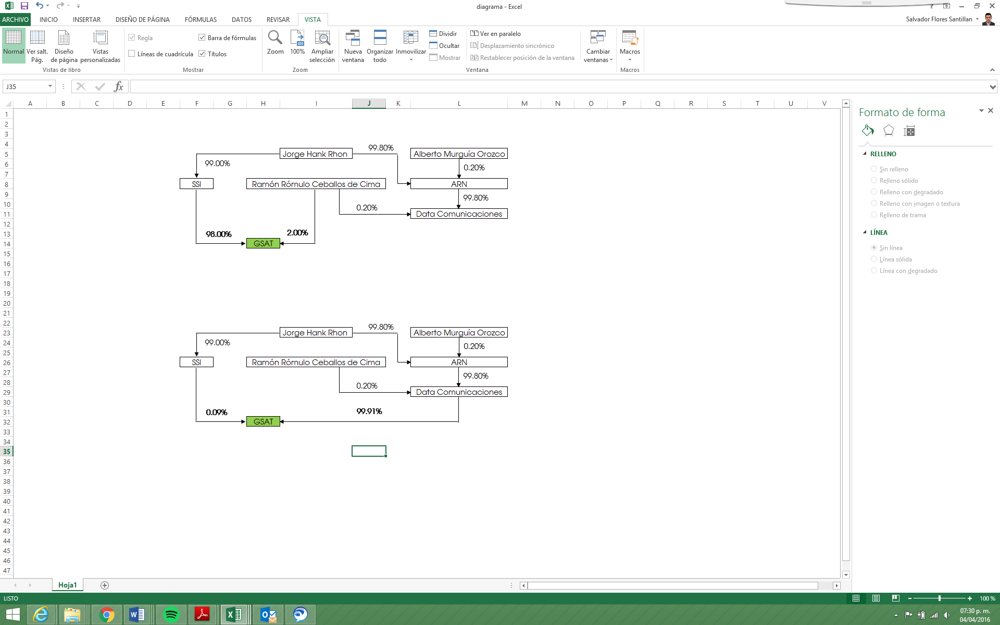 diagrama - Excel
ARCHIVO INICIO INSERTAR DISEÑO DE PÁGINA FÓRMULAS DATOS REVISAR VISTA Salvador Flores Santillan
Normal
Ver salt. Pág.
Diseño de página
Vistas personalizadas
Vistas de libro
Regla
Barra de fórmulas
Líneas de cuadrícula
Títulos
Mostrar
Zoom
100%
Ampliar selección
Zoom
Nueva ventana
Organizar todo
Inmovilizar
Dividir
Ocultar
Mostrar
Ver en paralelo
Desplazamiento sincrónico
Restablecer posición de la ventana
Ventana
Cambiar ventanas
Macros
Macros
J35
fx
A B C D E F G H I J K L M N O P Q R S T U V
1
2
3
4
5
6
7
8
9
10
11
12
13
14
15
16
17
18
19
20
21
22
23
24
25
26
27
28
29
30
31
32
33
34
35
36
37
38
39
40
41
42
43
44
45
46
47
99.80%
Jorge Hank Rhon
Alberto Murguía Orozco
99.00%
0.20%
SSI
Ramón Rómulo Ceballos de Cima
ARN
99.80%
0.20%
Data Comunicaciones
98.00%
2.00%
GSAT
99.80%
Jorge Hank Rhon
Alberto Murguía Orozco
99.00%
0.20%
SSI
Ramón Rómulo Ceballos de Cima
ARN
99.80%
0.20%
Data Comunicaciones
0.09%
99.91%
GSAT
Formato de forma
RELLENO
Sin relleno
Relleno sólido
Relleno con degradado
Relleno con imagen o textura
Relleno de trama
LÍNEA
Sin línea
Línea sólida
Línea con degradado
Hoja1
LISTO
100 %
07:30 p. m.
04/04/2016